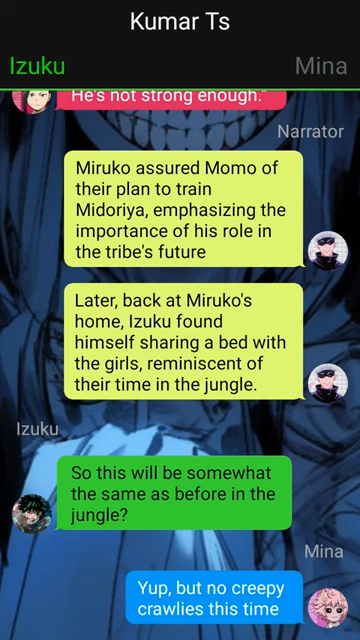 Kumar Ts
Izuku
Mina
He's not strong enough."
Narrator
Miruko assured Momo of
their plan to train
Midoriya, emphasizing the
importance of his role in
the tribe's future
Later, back at Miruko's
home, Izuku found
himself sharing a bed with
the girls, reminiscent of
their time in the jungle.
Izuku
So this will be somewhat
the same as before in the
jungle?
Mina
Yup, but no creepy
crawlies this time